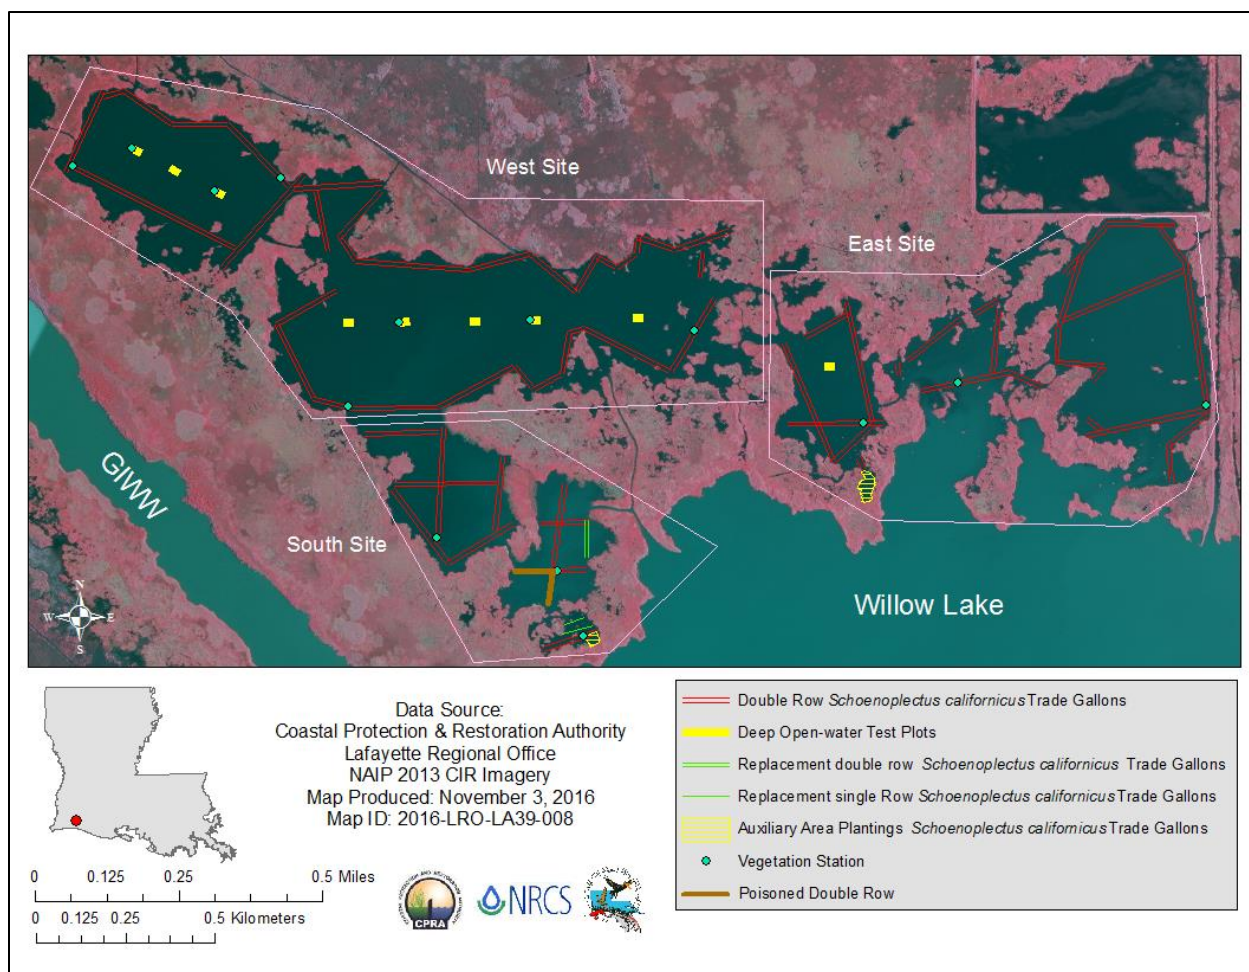 West Site
East Site
GIWW
South Site
Willow Lake
N
W E
S
Data Source:
Coastal Protection & Restoration Authority
Lafayette Regional Office
NAIP 2013 CIR Imagery
Map Produced: November 3, 2016
Map ID: 2016-LRO-LA39-008
0 0.125 0.25 0.5 Miles
0 0.125 0.25 0.5 Kilometers
CPRA
NRCS
Double Row Schoenoplectus californicus Trade Gallons
Deep Open-water Test Plots
Replacement double row Schoenoplectus californicus Trade Gallons
Replacement single Row Schoenoplectus californicus Trade Gallons
Auxiliary Area Plantings Schoenoplectus californicus Trade Gallons
Vegetation Station
Poisoned Double Row